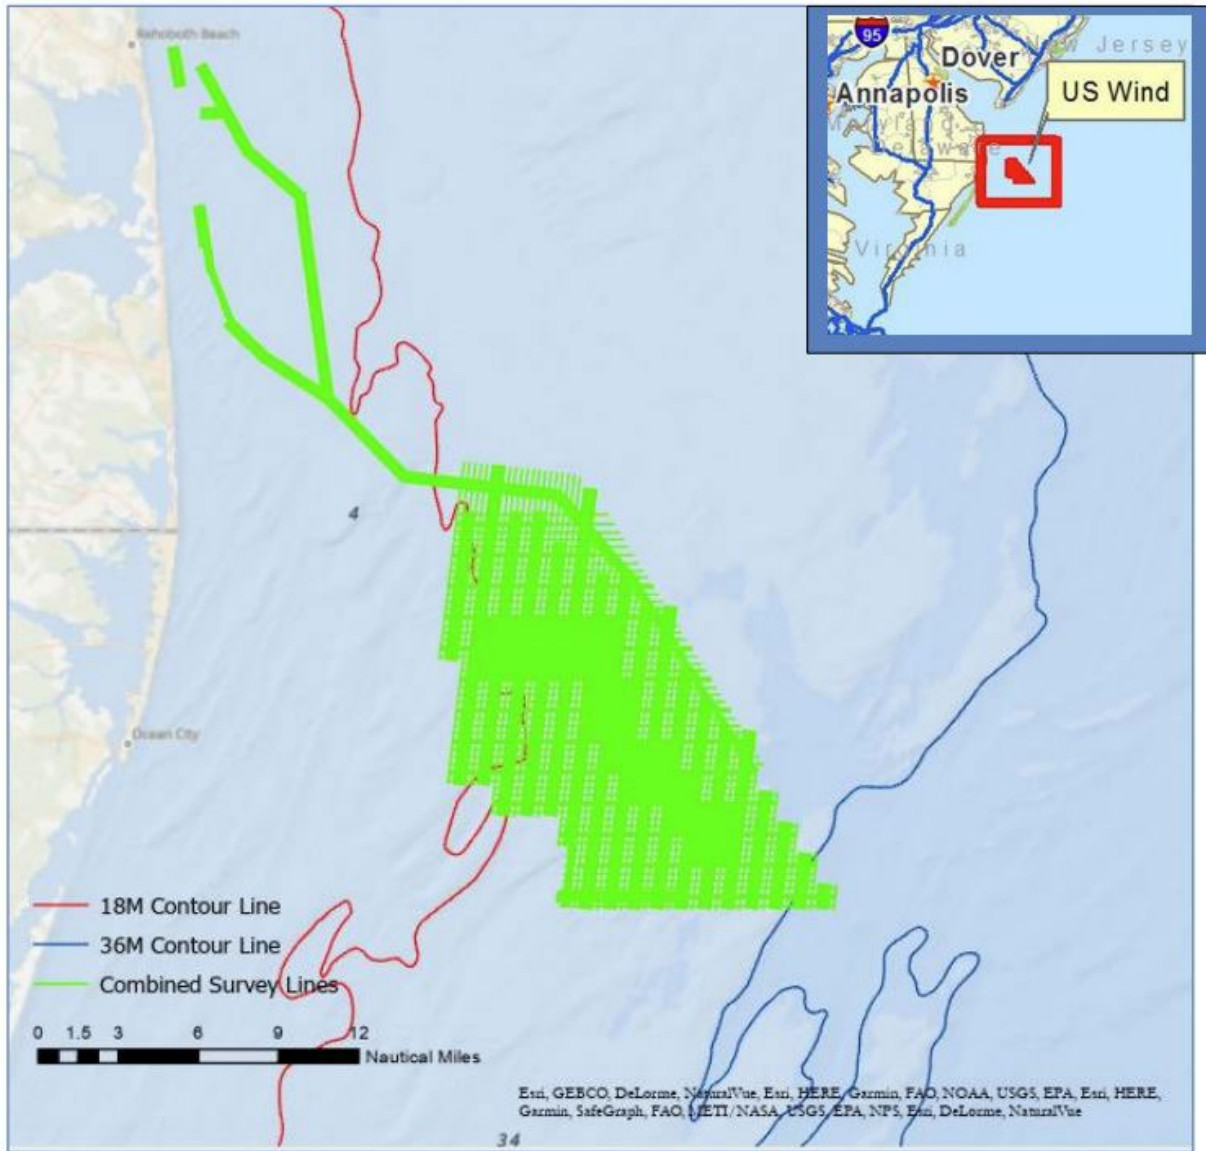 Rehoboth Beach
95
New Jersey
Dover
Annapolis
US Wind
Maryland
Delaware
Virginia
4
Ocean City
18M Contour Line
36M Contour Line
Combined Survey Lines
0 1.5 3 6 9 12
Nautical Miles
Esri, GEBCO, DeLorme, NaturalVue, Esri, HERE, Garmin, FAO, NOAA, USGS, EPA, Esri, HERE,
Garmin, SafeGraph, FAO, METI/NASA, USGS, EPA, NPS, Esri, DeLorme, NaturalVue
34